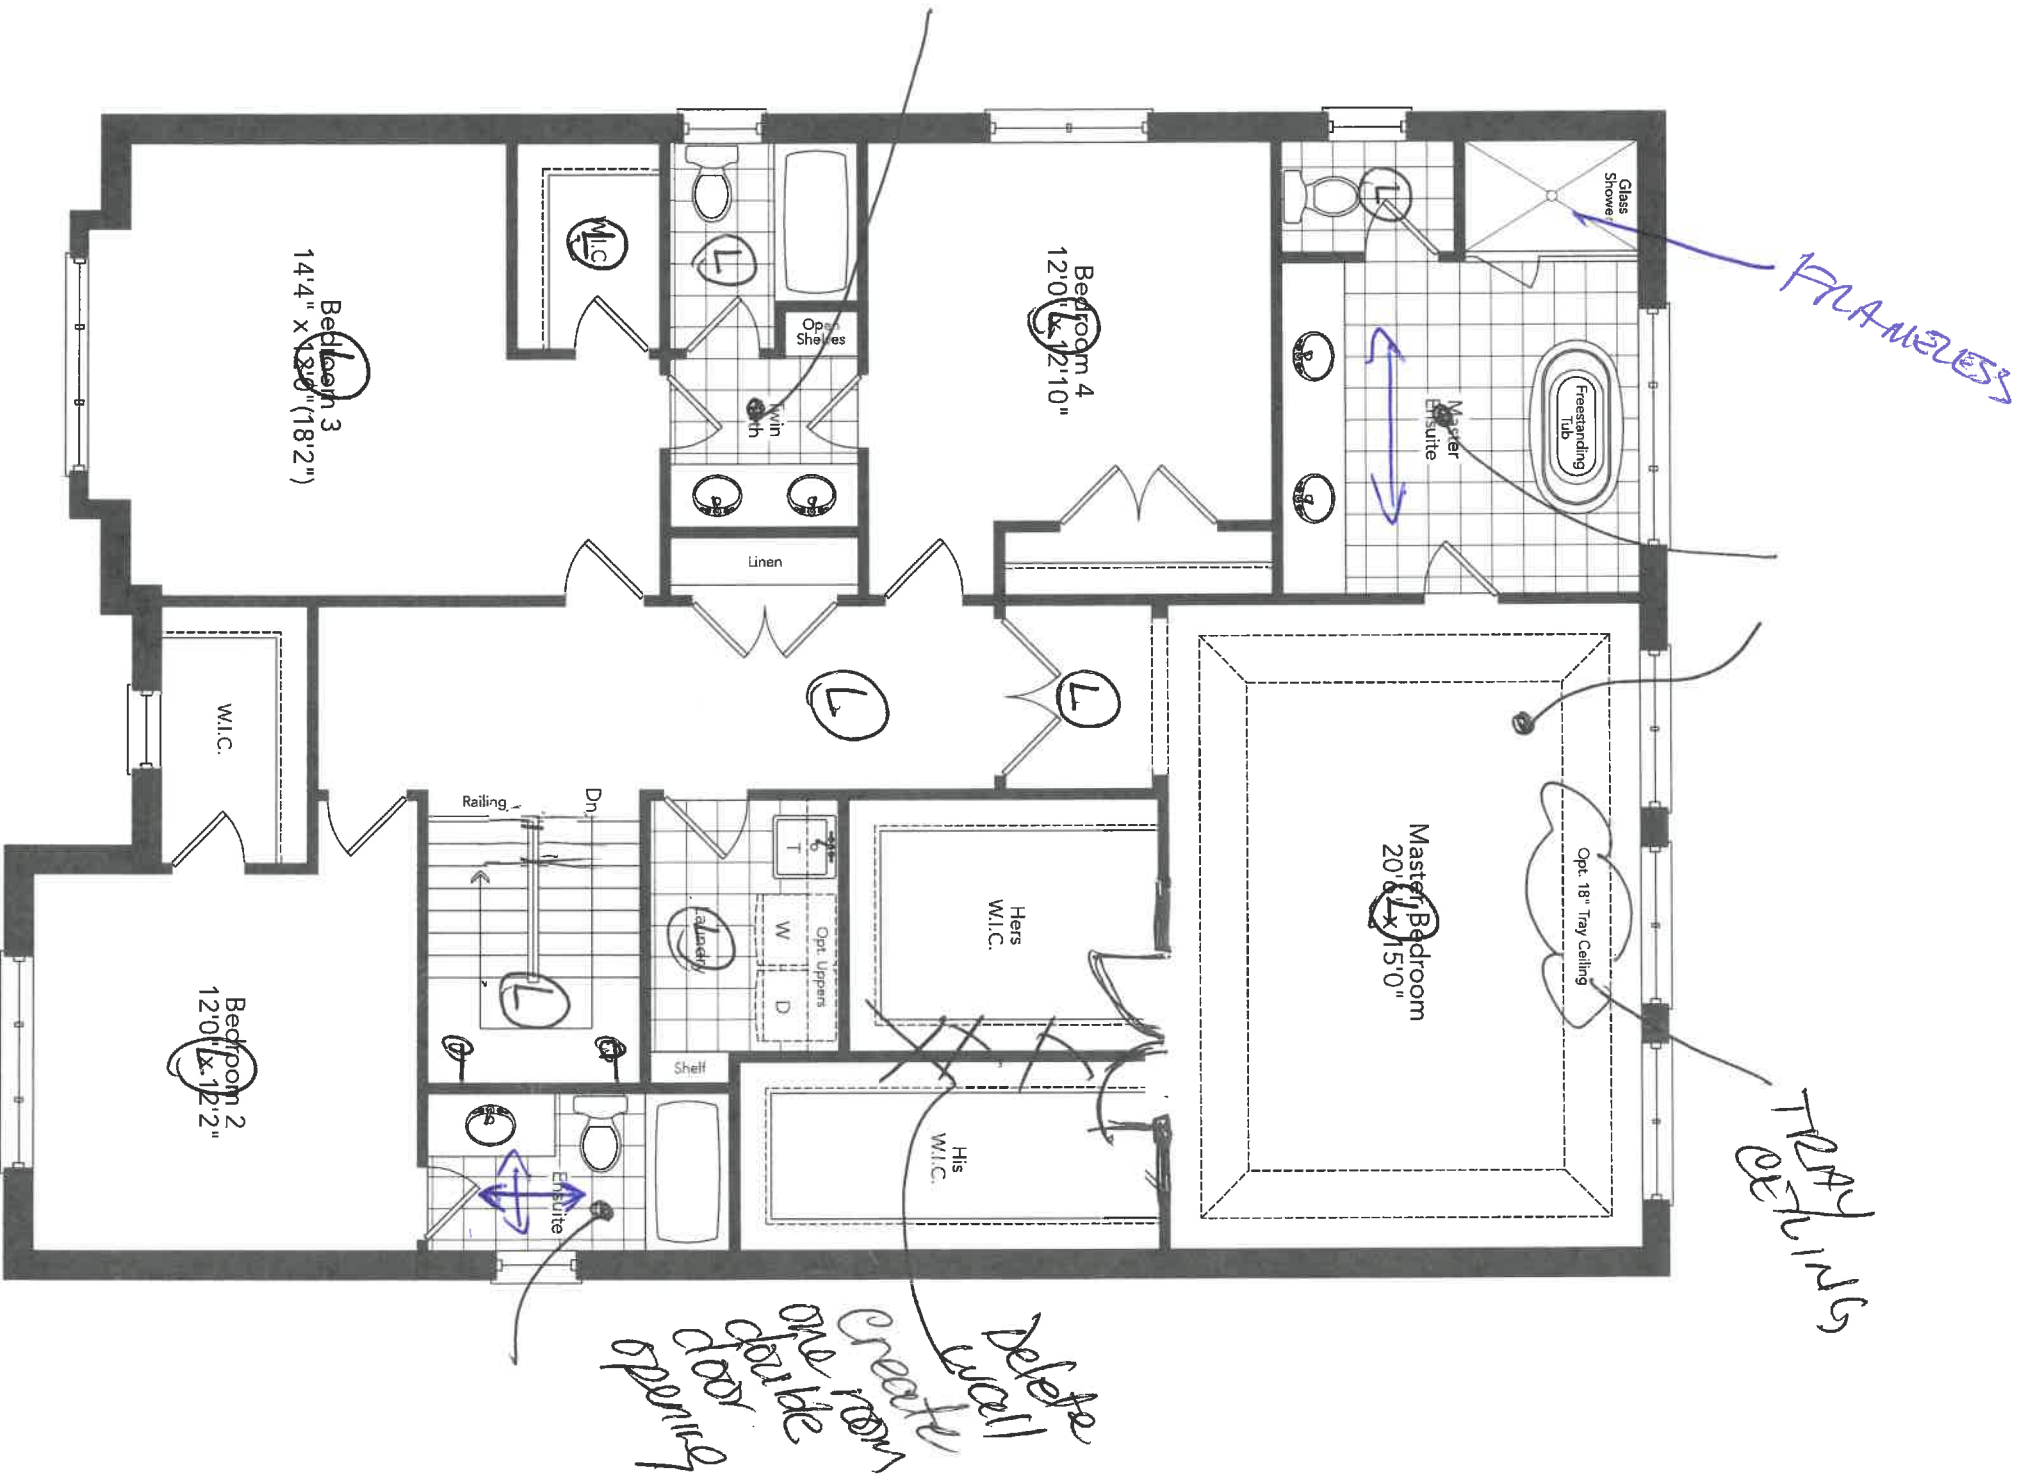 Glass
Shower
FRAMELESS
L
Freestanding
Tub
Master
Ensuite
Bedroom 4
12'0" x 12'10"
L
Open
Shelves
L
Twin
Bath
Linen
W.I.C
L
Bedroom 3
14'4" x 12'0" (18'2")
L
L
L
W.I.C.
Railing
Dn
L
T
W
D
Opt. Uppers
Laundry
L
Shelf
Hers
W.I.C.
His
W.I.C.
Master Bedroom
20'6" x 15'0"
L
Opt. 18" Tray Ceiling
TRAY
CEILING
Bedroom 2
12'0" x 12'2"
L
Ensuite
Delete
wall
Create
one room
double
door
opening